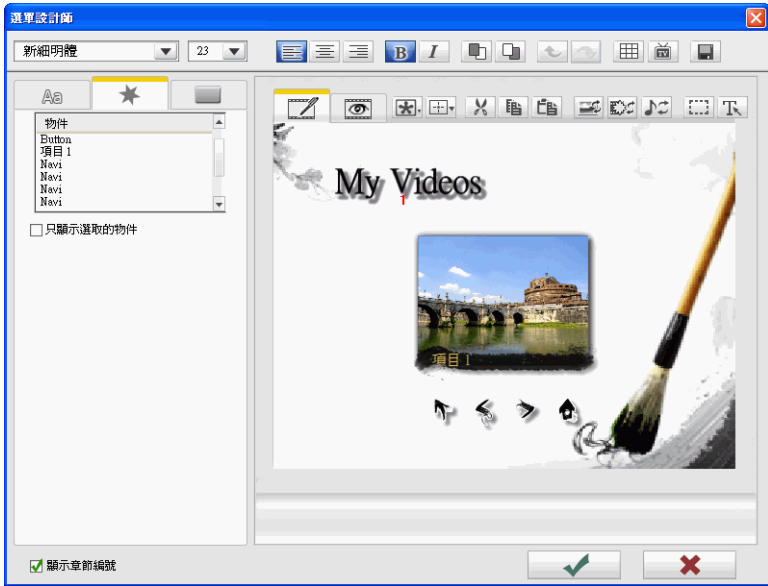 選單設計師
新細明體
23
B I
TV
T
Aa
物件
Button
項目 1
Navi
Navi
Navi
Navi
只顯示選取的物件
My Videos
1
項目 1
顯示章節編號